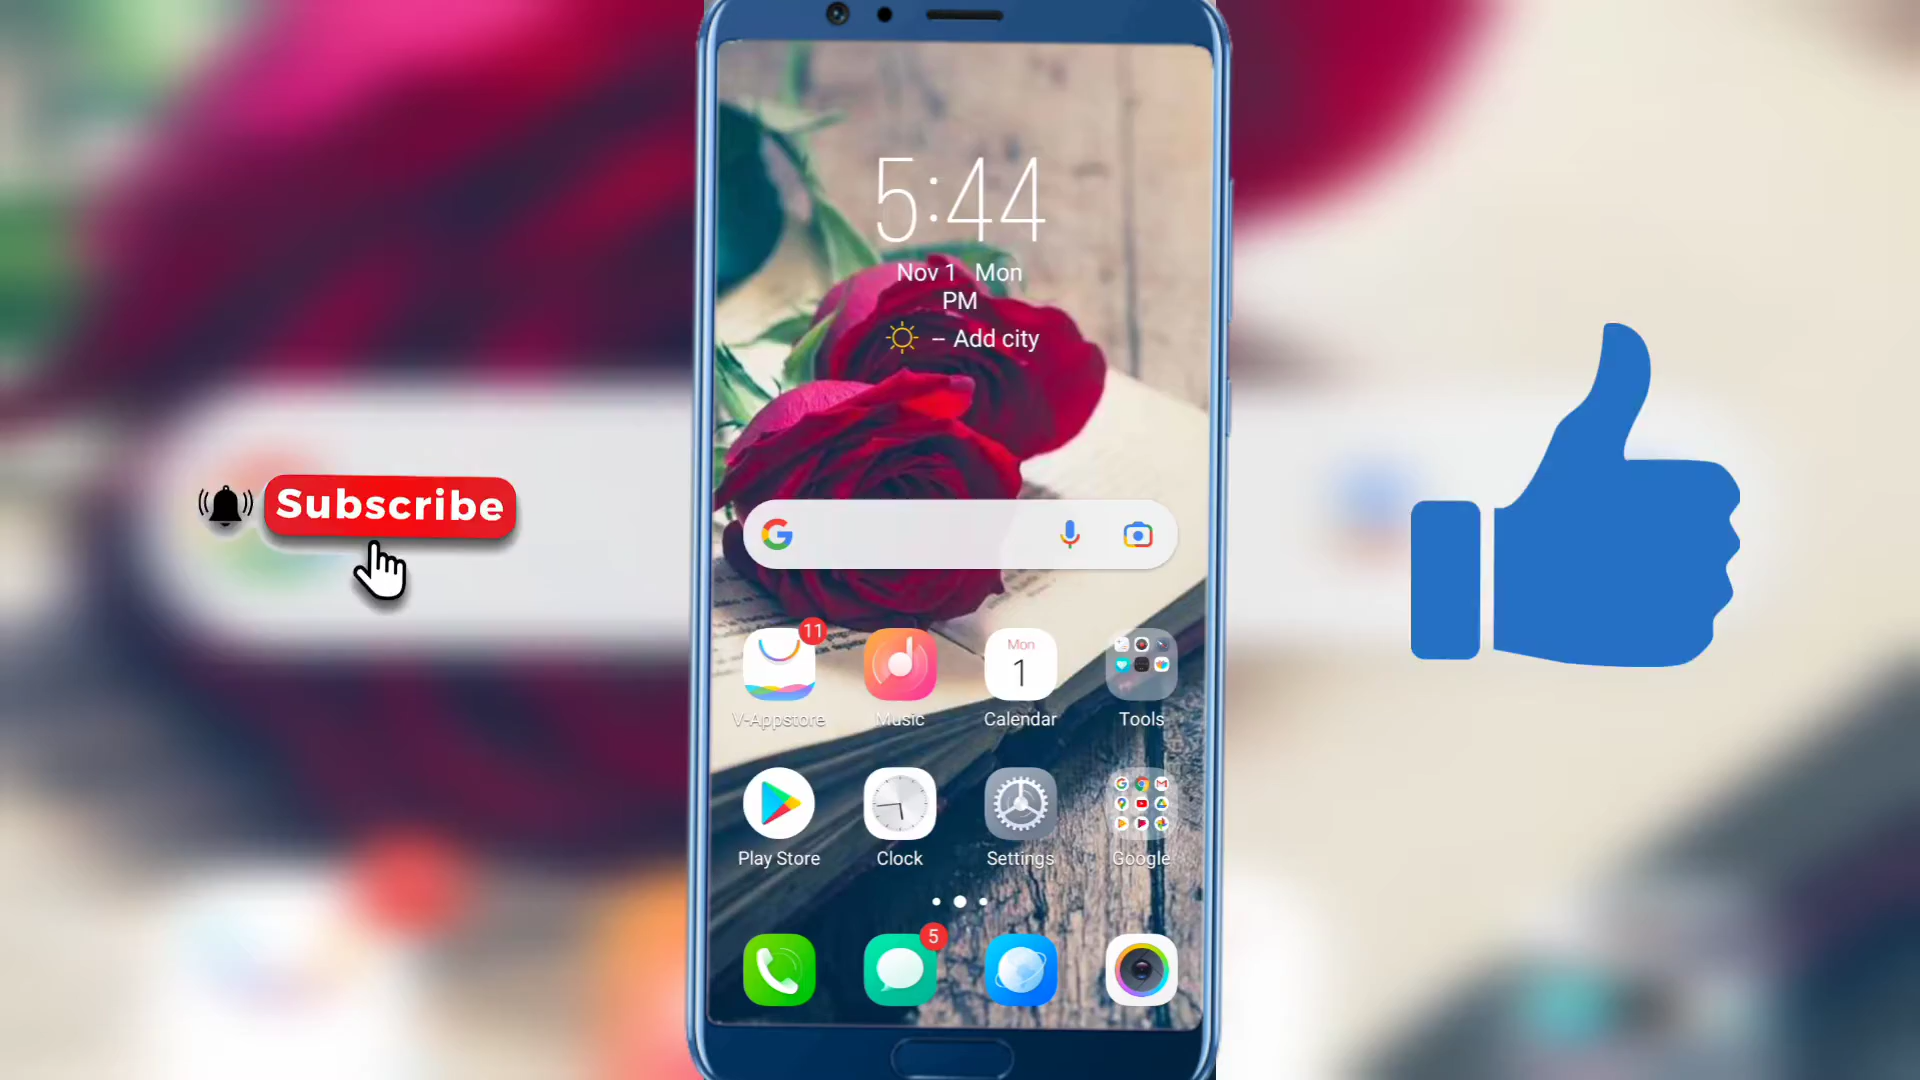 5:44
Nov 1 Mon
PM
-- Add city
Subscribe
11
Mon
1
V-Appstore Music Calendar Tools
Play Store Clock Settings Google
5